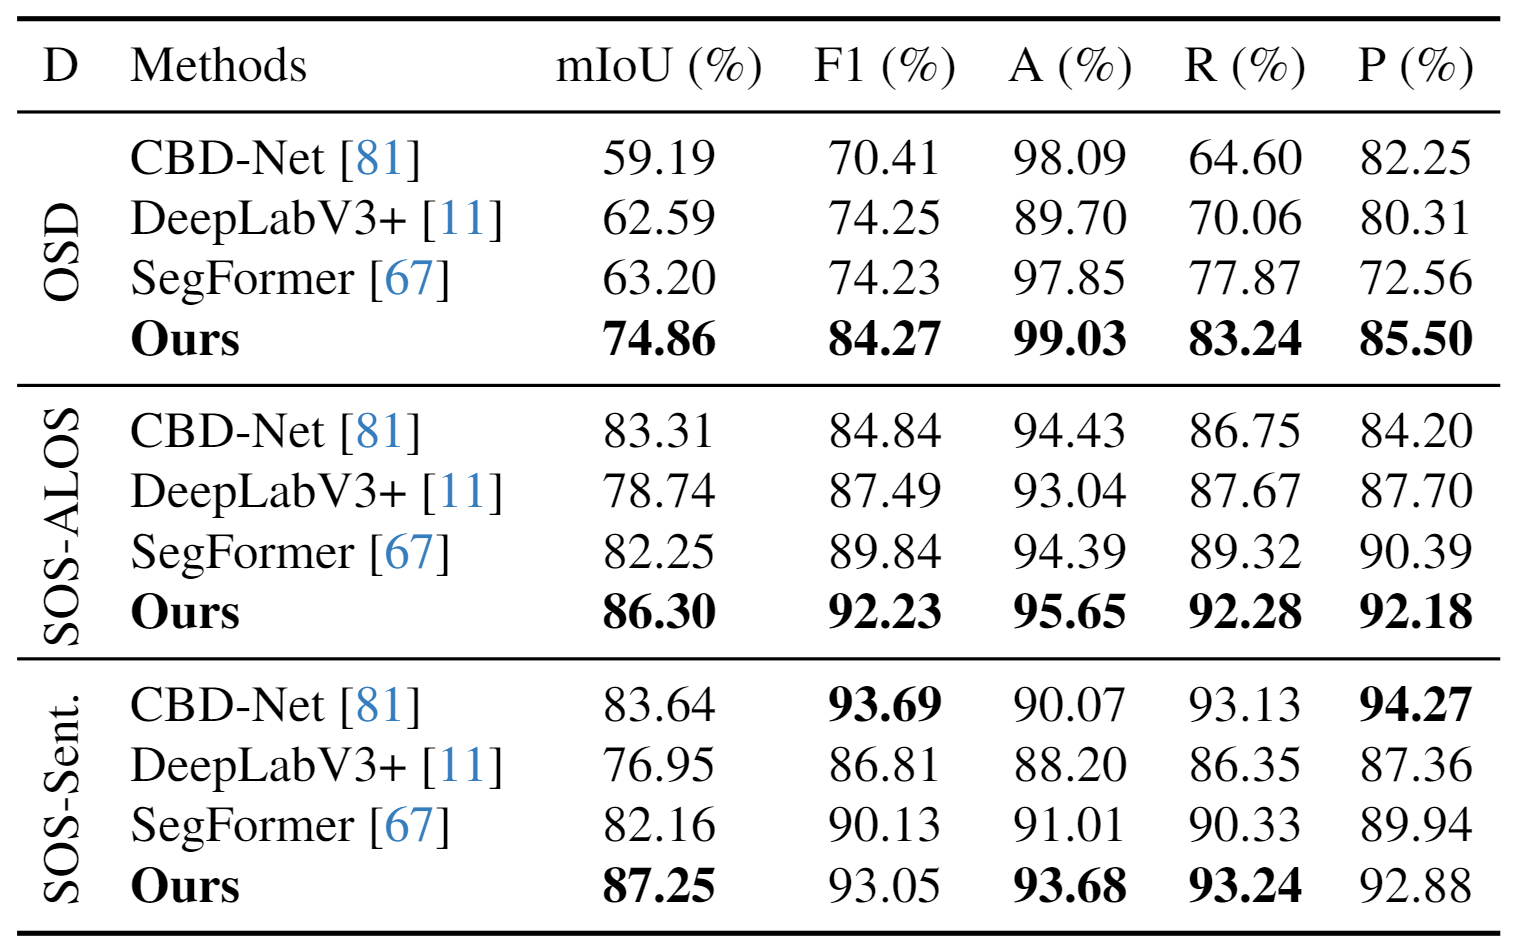 D Methods mIoU (%) F1 (%) A (%) R (%) P (%)
OSD
CBD-Net [81] 59.19 70.41 98.09 64.60 82.25
DeepLabV3+ [11] 62.59 74.25 89.70 70.06 80.31
SegFormer [67] 63.20 74.23 97.85 77.87 72.56
Ours 74.86 84.27 99.03 83.24 85.50
SOS-ALOS
CBD-Net [81] 83.31 84.84 94.43 86.75 84.20
DeepLabV3+ [11] 78.74 87.49 93.04 87.67 87.70
SegFormer [67] 82.25 89.84 94.39 89.32 90.39
Ours 86.30 92.23 95.65 92.28 92.18
SOS-Sent.
CBD-Net [81] 83.64 93.69 90.07 93.13 94.27
DeepLabV3+ [11] 76.95 86.81 88.20 86.35 87.36
SegFormer [67] 82.16 90.13 91.01 90.33 89.94
Ours 87.25 93.05 93.68 93.24 92.88